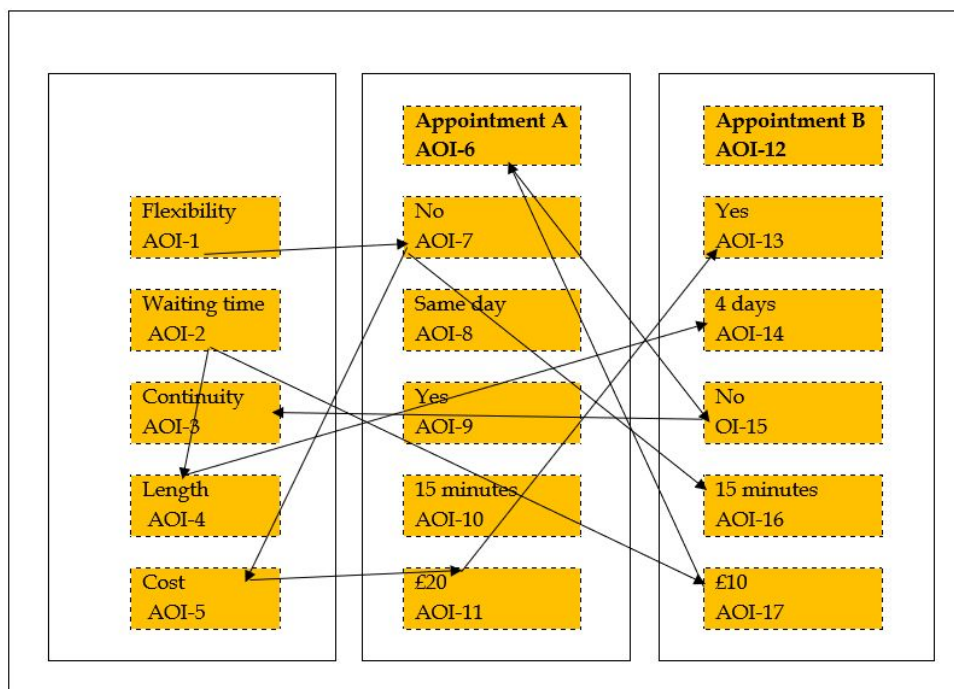 Flexibility
AOI-1
Waiting time
AOI-2
Continuity
AOI-3
Length
AOI-4
Cost
AOI-5
Appointment A
AOI-6
No
AOI-7
Same day
AOI-8
Yes
AOI-9
15 minutes
AOI-10
£20
AOI-11
Appointment B
AOI-12
Yes
AOI-13
4 days
AOI-14
No
OI-15
15 minutes
AOI-16
£10
AOI-17